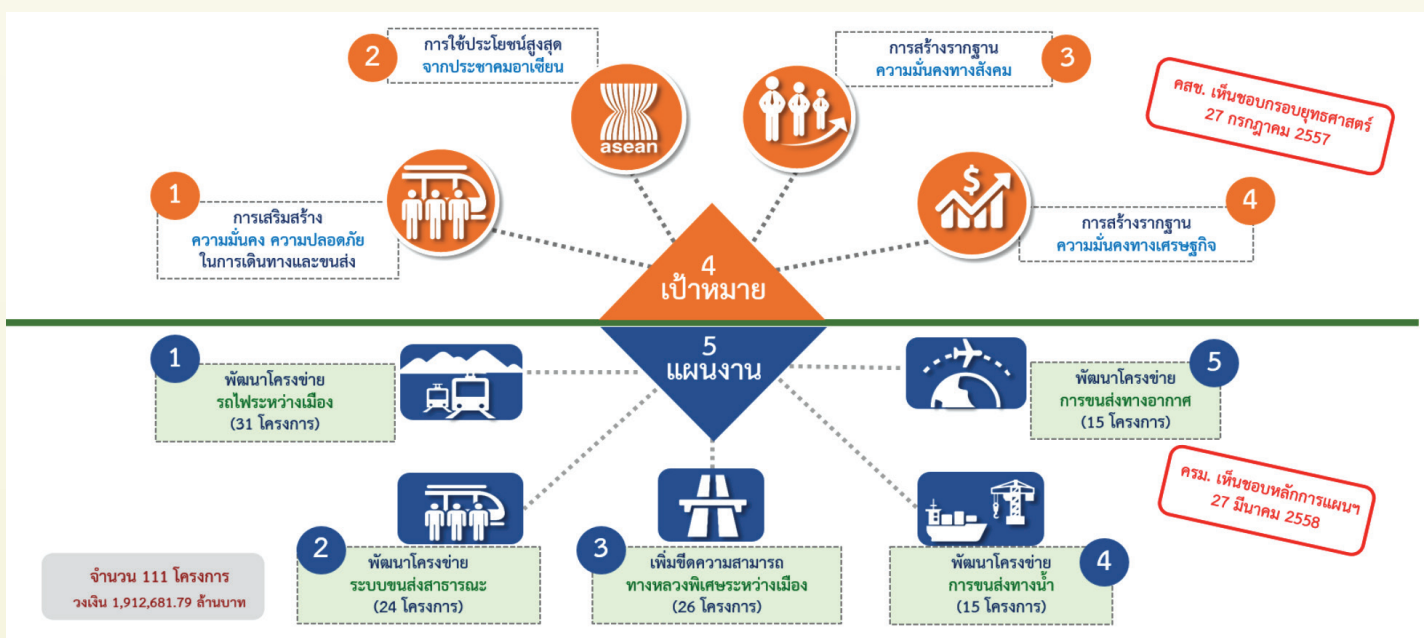 2
การใช้ประโยชน์สูงสุด
จากประชาคมอาเซียน
asean
การสร้างรากฐาน
ความมั่นคงทางสังคม
3
คสช. เห็นชอบกรอบยุทธศาสตร์
27 กรกฎาคม 2557
1
การเสริมสร้าง
ความมั่นคง ความปลอดภัย
ในการเดินทางและขนส่ง
$
การสร้างรากฐาน
ความมั่นคงทางเศรษฐกิจ
4
4
เป้าหมาย
5
แผนงาน
1
พัฒนาโครงข่าย
รถไฟระหว่างเมือง
(31 โครงการ)
5
พัฒนาโครงข่าย
การขนส่งทางอากาศ
(15 โครงการ)
ครม. เห็นชอบหลักการแผนฯ
27 มีนาคม 2558
2
พัฒนาโครงข่าย
ระบบขนส่งสาธารณะ
(24 โครงการ)
3
เพิ่มขีดความสามารถ
ทางหลวงพิเศษระหว่างเมือง
(26 โครงการ)
4
พัฒนาโครงข่าย
การขนส่งทางน้ำ
(15 โครงการ)
จำนวน 111 โครงการ
วงเงิน 1,912,681.79 ล้านบาท